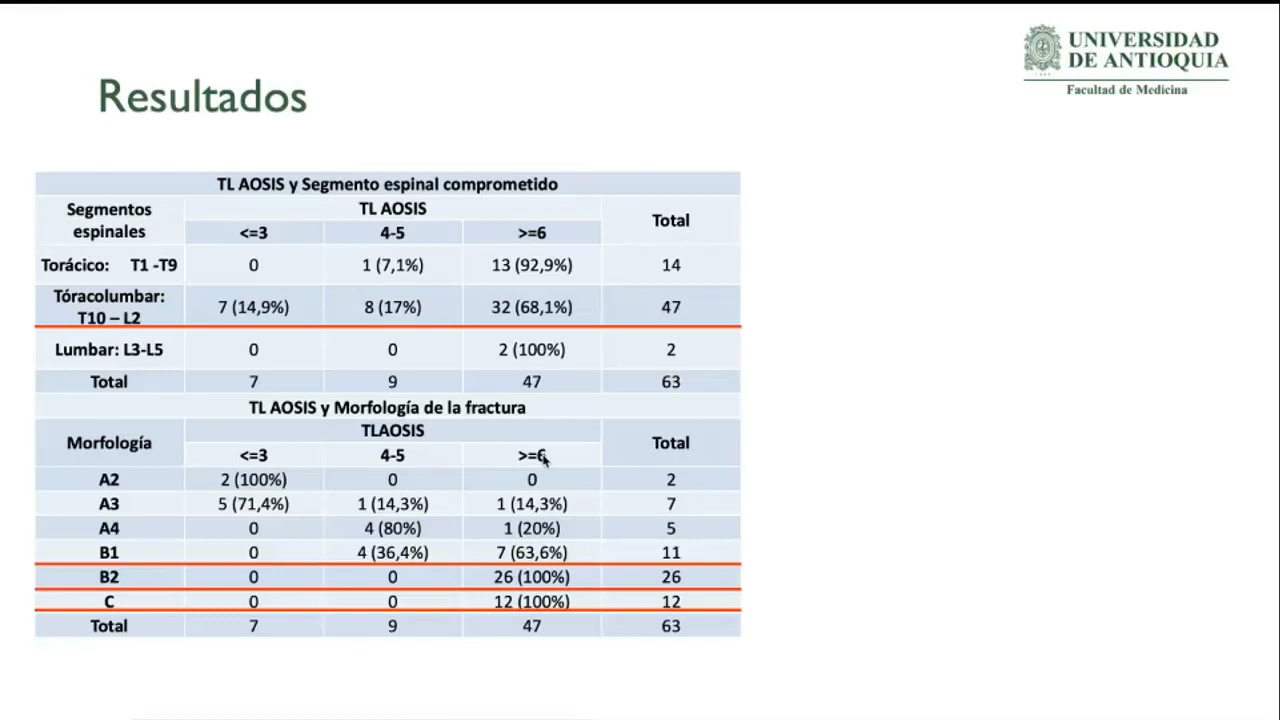 UNIVERSIDAD
DE ANTIOQUIA
Facultad de Medicina
Resultados
TL AOSIS y Segmento espinal comprometido
Segmentos espinales TL AOSIS Total
<=3 4-5 >=6
Torácico: T1 -T9 0 1 (7,1%) 13 (92,9%) 14
Tóracolumbar: T10 – L2 7 (14,9%) 8 (17%) 32 (68,1%) 47
Lumbar: L3-L5 0 0 2 (100%) 2
Total 7 9 47 63
TL AOSIS y Morfología de la fractura
Morfología TLAOSIS Total
<=3 4-5 >=6
A2 2 (100%) 0 0 2
A3 5 (71,4%) 1 (14,3%) 1 (14,3%) 7
A4 0 4 (80%) 1 (20%) 5
B1 0 4 (36,4%) 7 (63,6%) 11
B2 0 0 26 (100%) 26
C 0 0 12 (100%) 12
Total 7 9 47 63